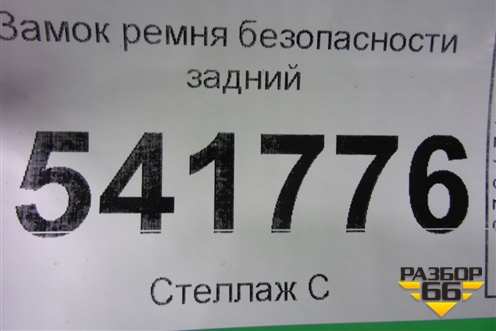 Замок ремня безопасности
задний
541776
Стеллаж С
РАЗБОР
66